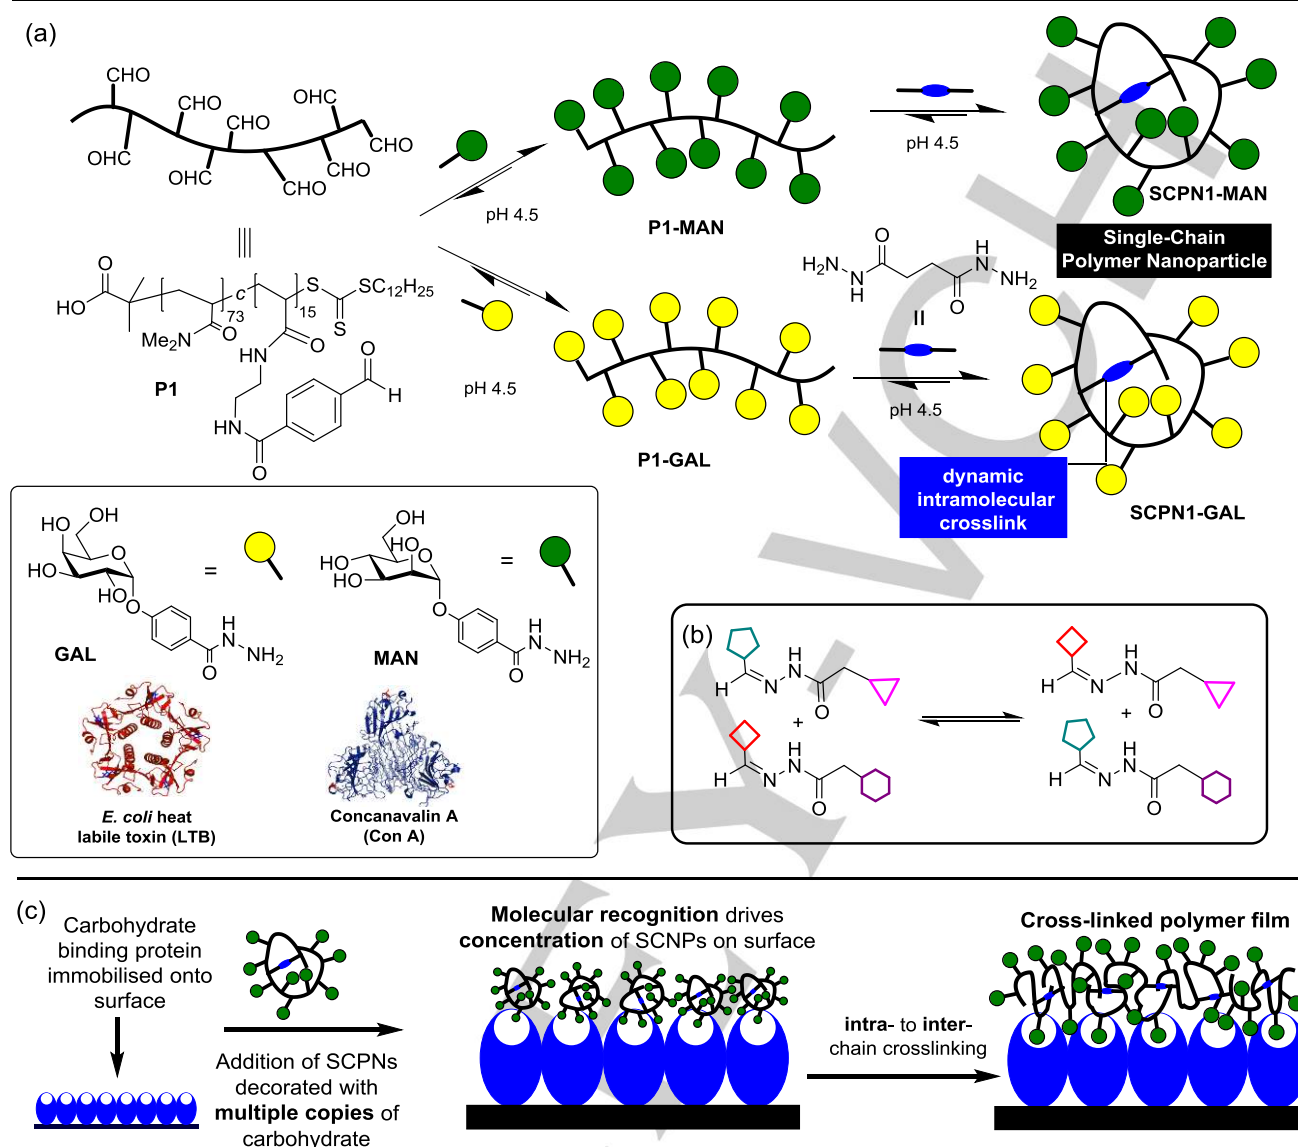 (a)
CHO
CHO
OHC
CHO
CHO
OHC
OHC
CHO
CHO
pH 4.5
P1-MAN
pH 4.5
SCPN1-MAN
Single-Chain
Polymer Nanoparticle
O
HO
73
c
15
S
SC12H25
S
Me2N
O
HN
O
P1
HN
O
O
H
pH 4.5
P1-GAL
H2N
N
H
O
O
H
N
NH2
=
pH 4.5
dynamic
intramolecular
crosslink
SCPN1-GAL
HO
OH
O
HO
HO
O
=
H
N
NH2
O
GAL
OH
HO
HO
HO
O
O
=
H
N
NH2
O
MAN
E. coli heat
labile toxin (LTB)
Concanavalin A
(Con A)
(b)
H
N
H
N
O
+
H
N
H
N
O
H
N
H
N
O
+
H
N
H
N
O
(c)
Carbohydrate
binding protein
immobilised onto
surface
Addition of SCPNs
decorated with
multiple copies of
carbohydrate
Molecular recognition drives
concentration of SCNPs on surface
intra- to inter-
chain crosslinking
Cross-linked polymer film